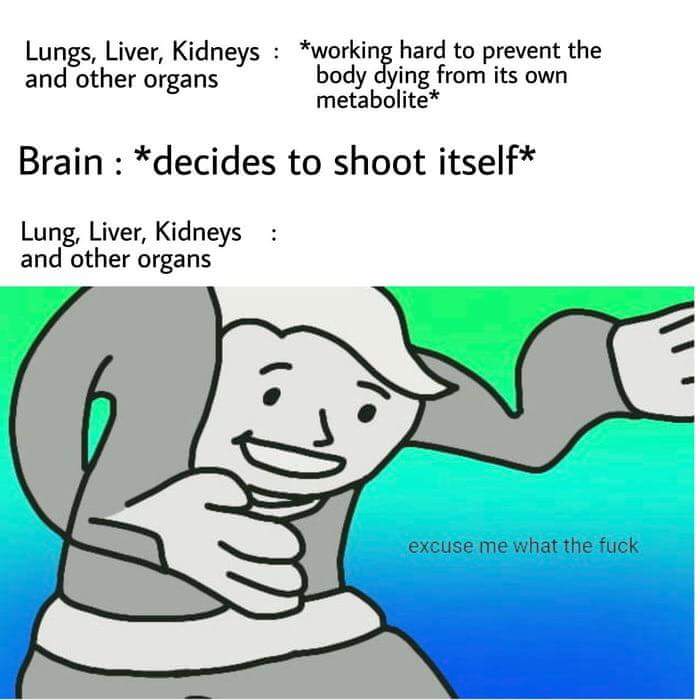 Lungs, Liver, Kidneys : *working hard to prevent the
and other organs body dying from its own
metabolite*
Brain : *decides to shoot itself*
Lung, Liver, Kidneys :
and other organs
excuse me what the fuck